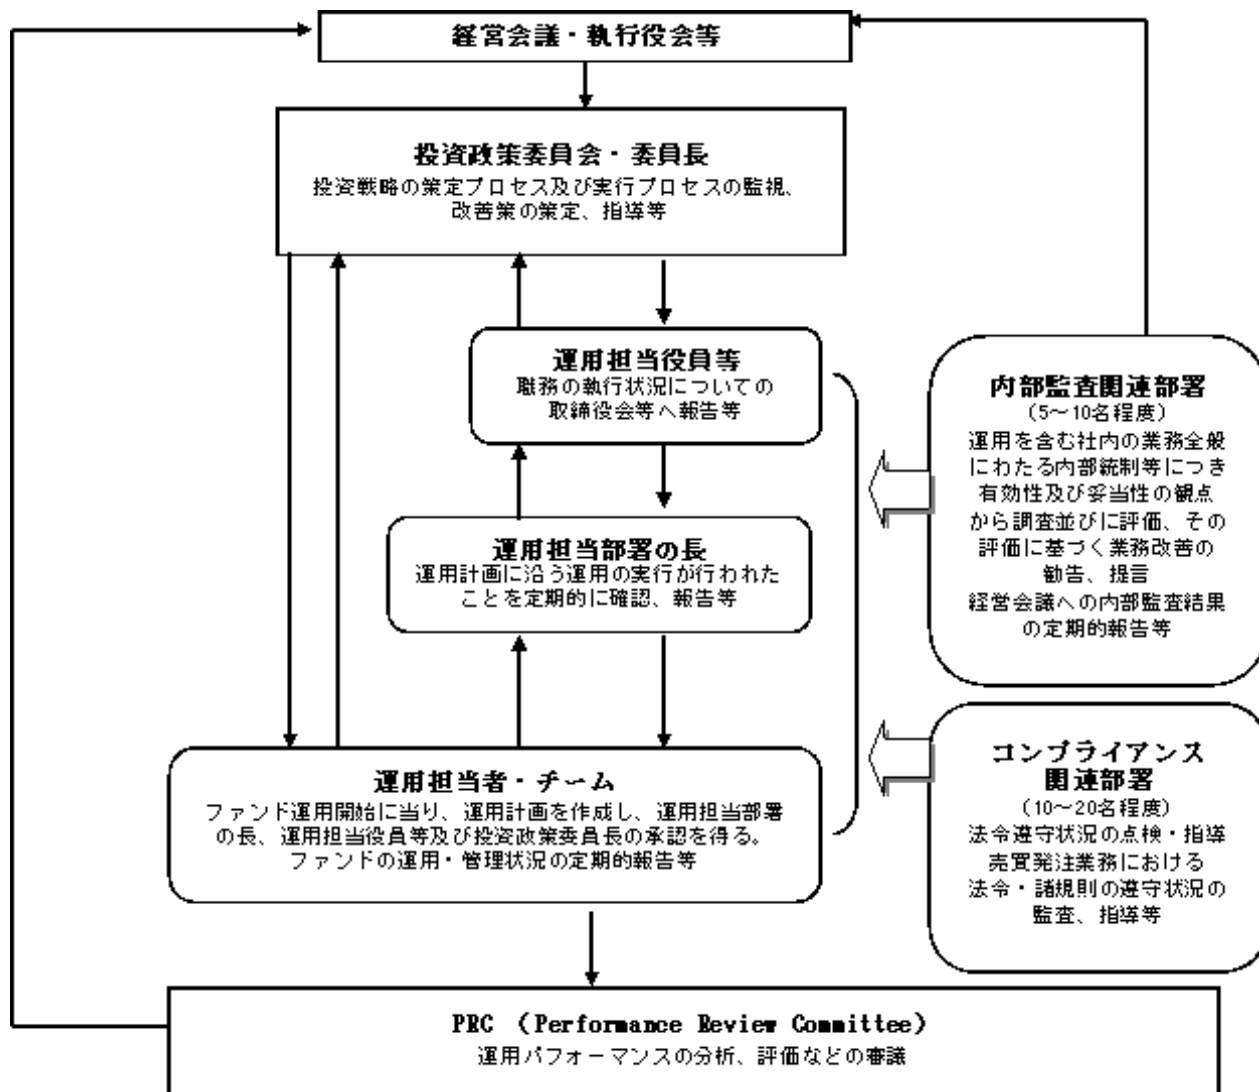 経営会議・執行役会等
投資政策委員会・委員長
投資戦略の策定プロセス及び実行プロセスの監視、
改善策の策定、指導等
運用担当役員等
職務の執行状況についての
取締役会等へ報告等
運用担当部署の長
運用計画に沿う運用の実行が行われた
ことを定期的に確認、報告等
運用担当者・チーム
ファンド運用開始に当り、運用計画を作成し、運用担当部署
の長、運用担当役員等及び投資政策委員長の承認を得る。
ファンドの運用・管理状況の定期的報告等
内部監査関連部署
(5～10名程度)
運用を含む社内の業務全般
にわたる内部統制等につき
有効性及び妥当性の観点
から調査並びに評価、その
評価に基づく業務改善の
勧告、提言
経営会議への内部監査結果
の定期的報告等
コンプライアンス
関連部署
(10～20名程度)
法令遵守状況の点検・指導
売買発注業務における
法令・諸規則の遵守状況の
監査、指導等
PRC （Performance Review Committee）
運用パフォーマンスの分析、評価などの審議